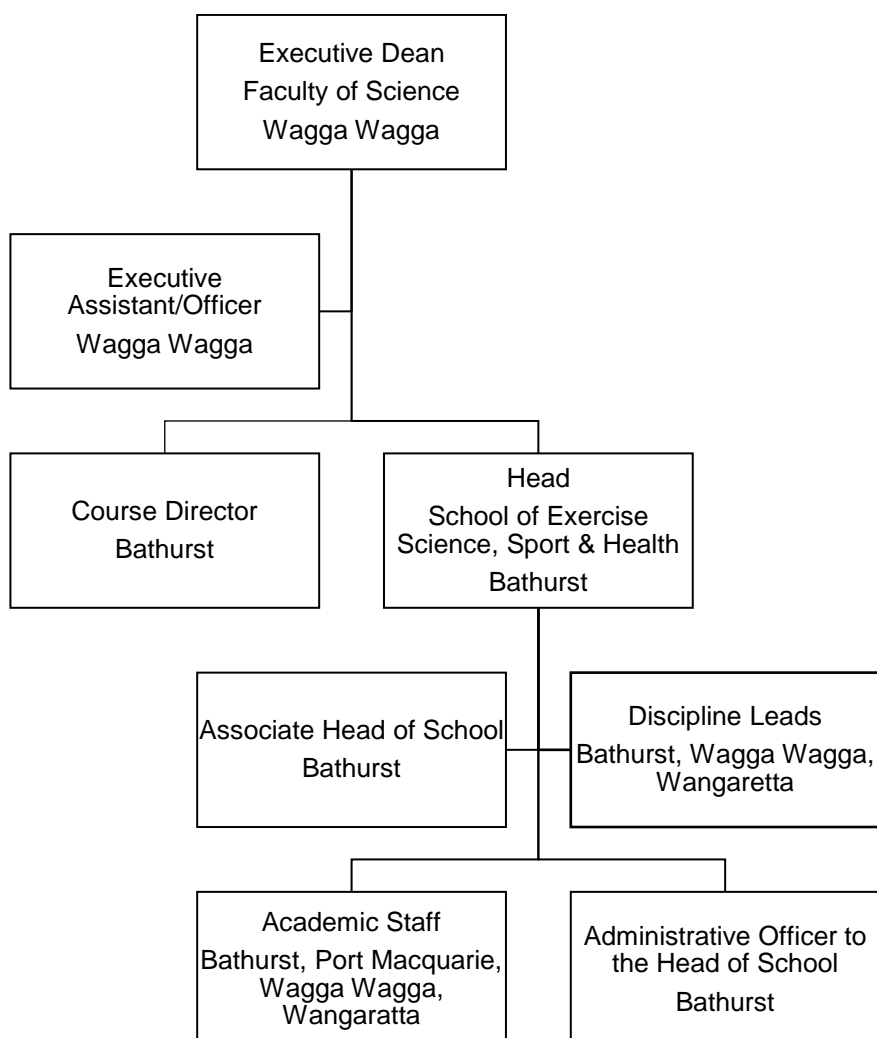 Executive Dean
Faculty of Science
Wagga Wagga
Executive
Assistant/Officer
Wagga Wagga
Course Director
Bathurst
Head
School of Exercise
Science, Sport & Health
Bathurst
Associate Head of School
Bathurst
Discipline Leads
Bathurst, Wagga Wagga,
Wangaretta
Academic Staff
Bathurst, Port Macquarie,
Wagga Wagga,
Wangaratta
Administrative Officer to
the Head of School
Bathurst